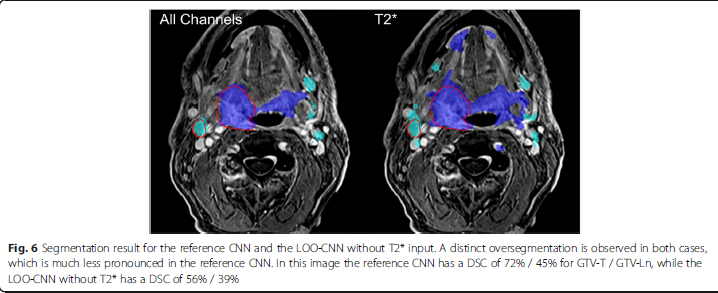 All Channels
T2*
Fig. 6 Segmentation result for the reference CNN and the LOO-CNN without T2* input. A distinct oversegmentation is observed in both cases,
which is much less pronounced in the reference CNN. In this image the reference CNN has a DSC of 72% / 45% for GTV-T / GTV-Ln, while the
LOO-CNN without T2* has a DSC of 56% / 39%